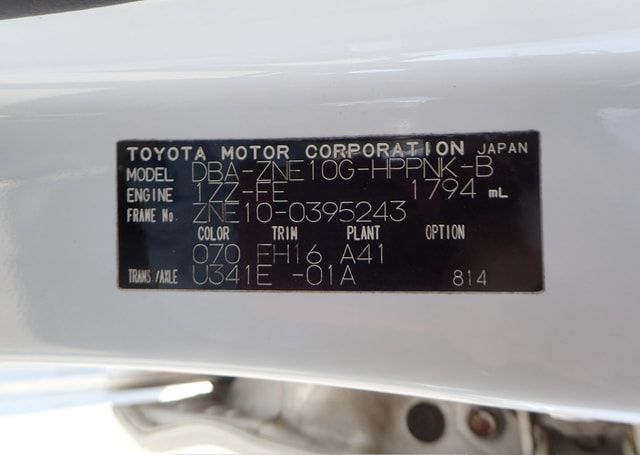 TOYOTA MOTOR CORPORATION JAPAN
MODEL DBA-ZNE10G-HPPNK-B
ENGINE 1ZZ-FE 1794 mL
FRAME No. ZNE10-0395243
COLOR TRIM PLANT OPTION
070 EH16 A41
TRANS/AXLE U341E -01A 814